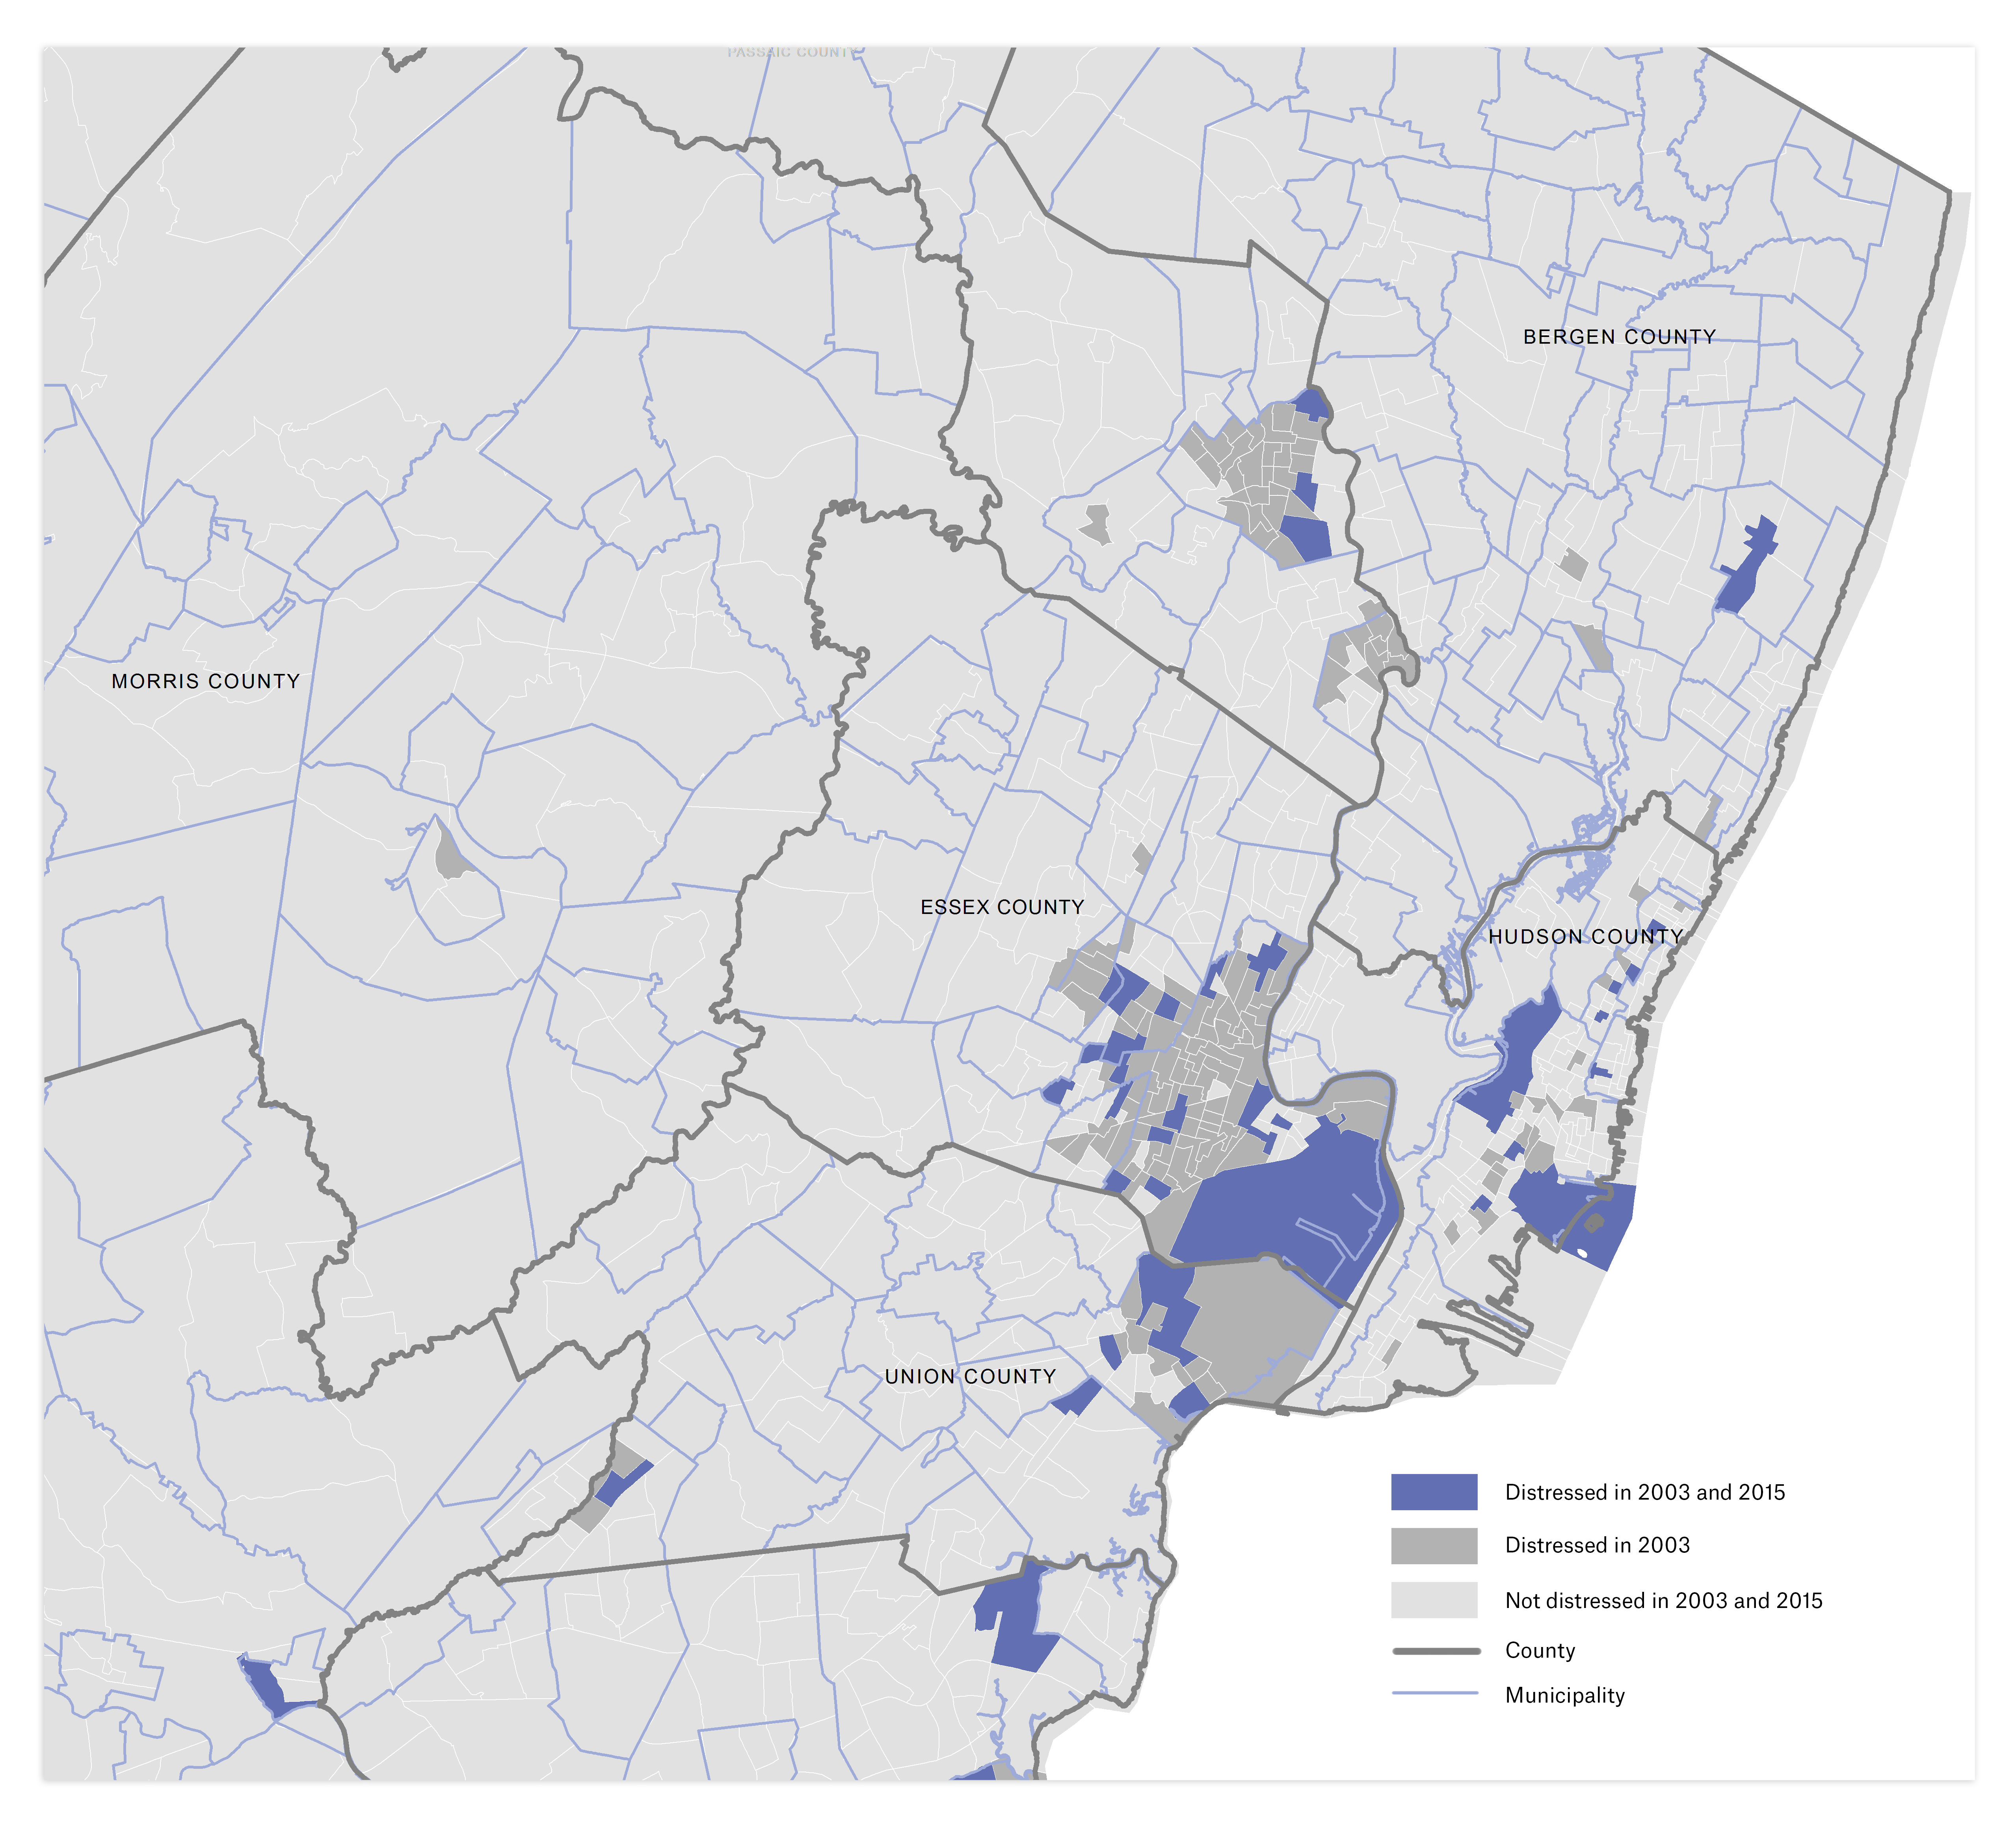 PASSAIC COUNTY
BERGEN COUNTY
MORRIS COUNTY
ESSEX COUNTY
HUDSON COUNTY
UNION COUNTY
Distressed in 2003 and 2015
Distressed in 2003
Not distressed in 2003 and 2015
County
Municipality